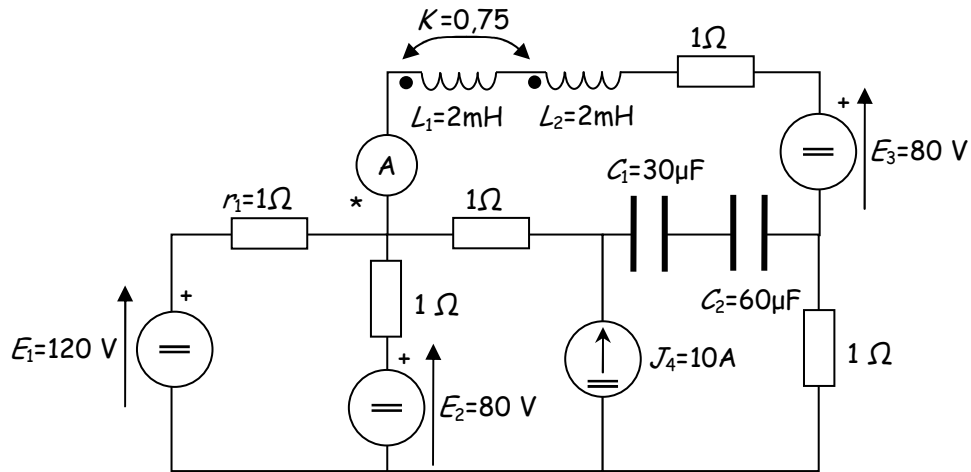 K=0,75
1Ω
L₁=2mH
L₂=2mH
+
E₃=80 V
A
C₁=30µF
*
r₁=1Ω
1Ω
+
1 Ω
C₂=60µF
E₁=120 V
+
E₂=80 V
J₄=10A
1 Ω